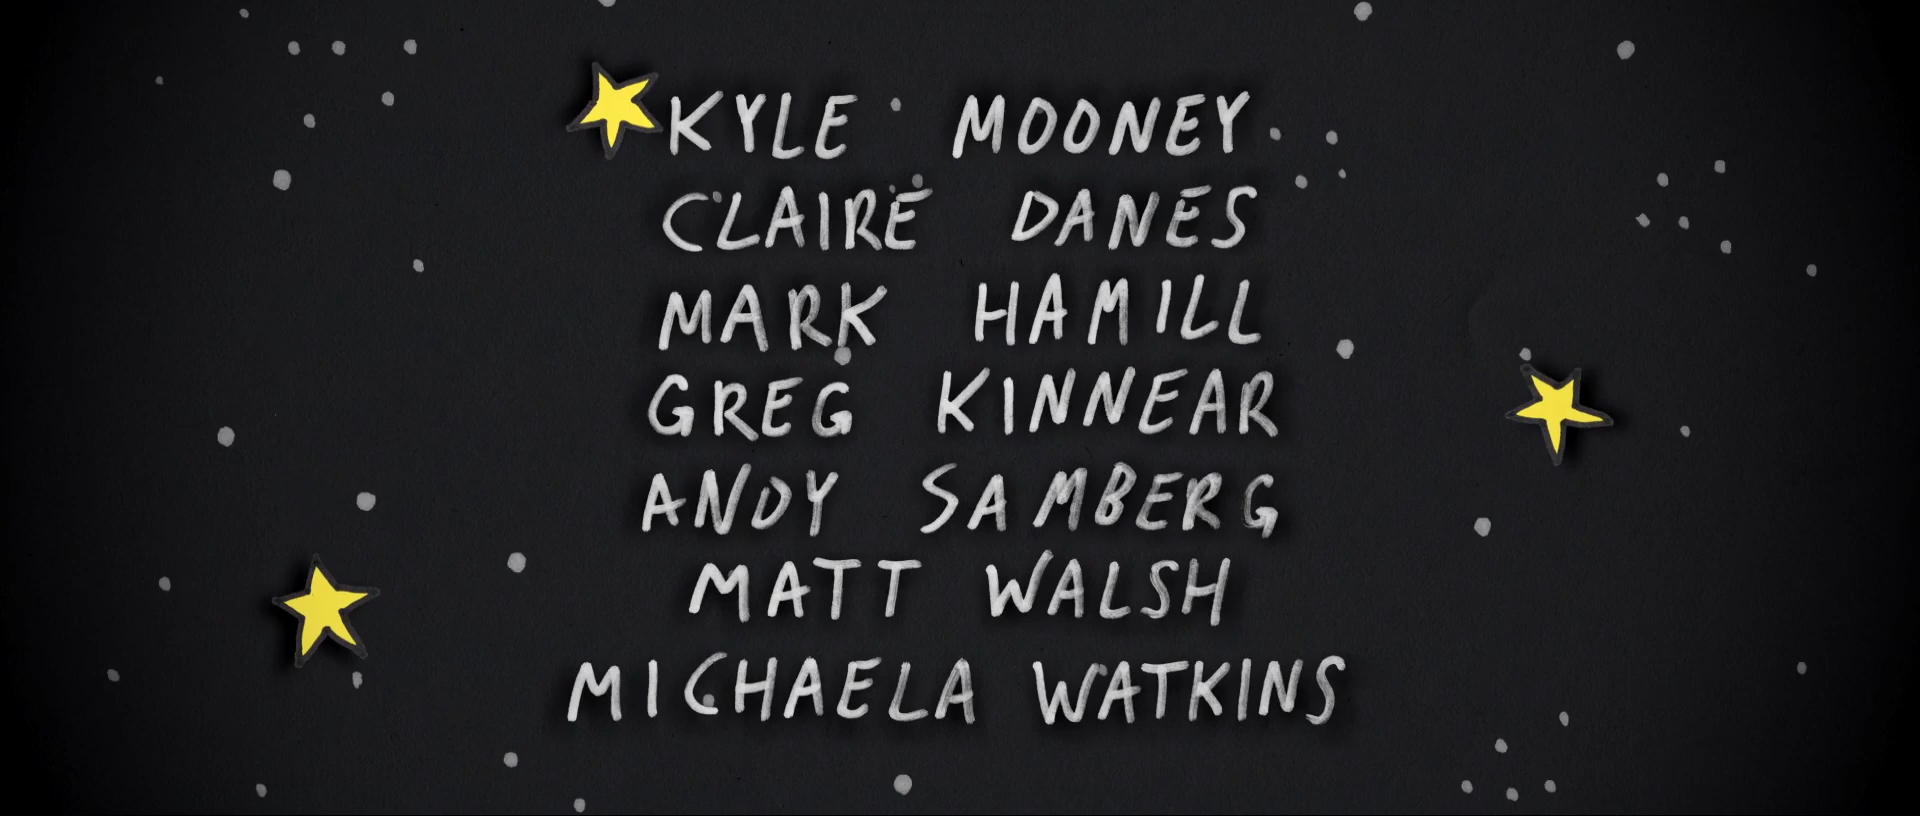 KYLE MOONEY
CLAIRE DANES
MARK HAMILL
GREG KINNEAR
ANDY SAMBERG
MATT WALSH
MICHAELA WATKINS